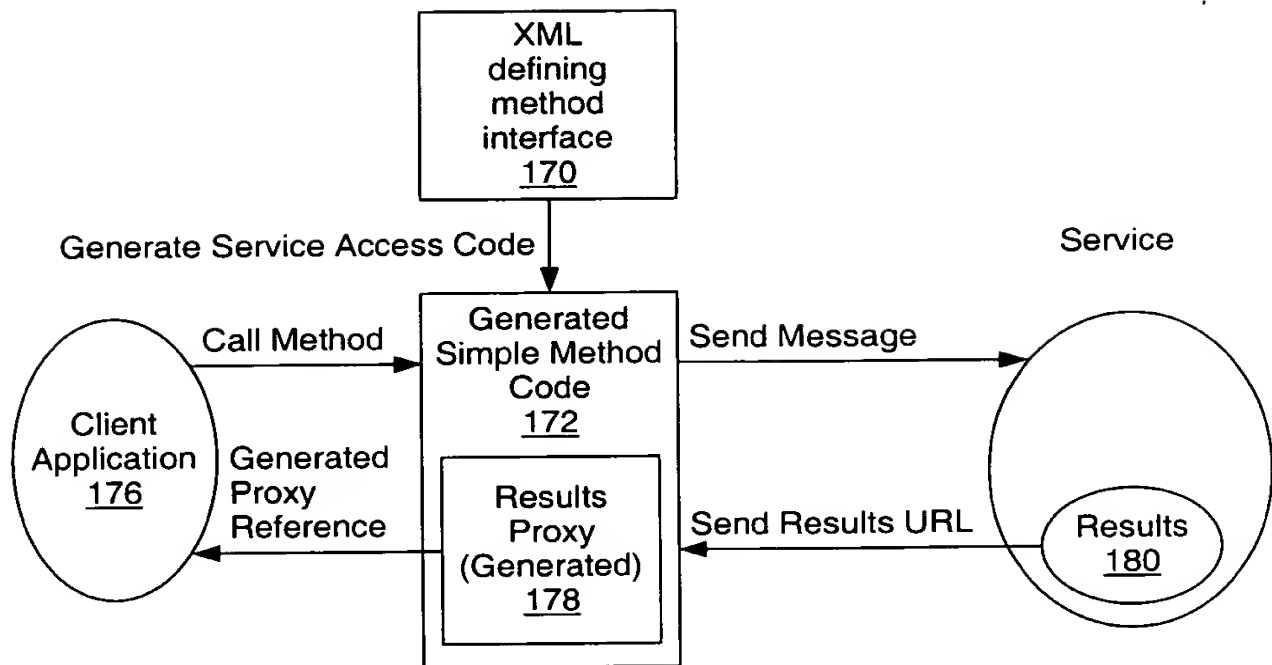 XML
defining
method
interface
170
Generate Service Access Code
Service
Call Method
Generated
Simple Method
Code
172
Send Message
Client
Application
176
Generated
Proxy
Reference
Results
Proxy
(Generated)
178
Send Results URL
Results
180